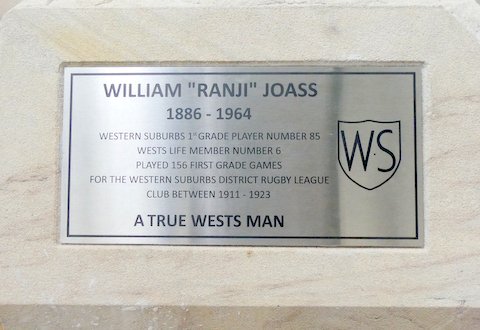 WILLIAM "RANJI" JOASS
1886 - 1964
WESTERN SUBURBS 1st GRADE PLAYER NUMBER 85
WESTS LIFE MEMBER NUMBER 6
PLAYED 156 FIRST GRADE GAMES
FOR THE WESTERN SUBURBS DISTRICT RUGBY LEAGUE
CLUB BETWEEN 1911 - 1923
A TRUE WESTS MAN
WS